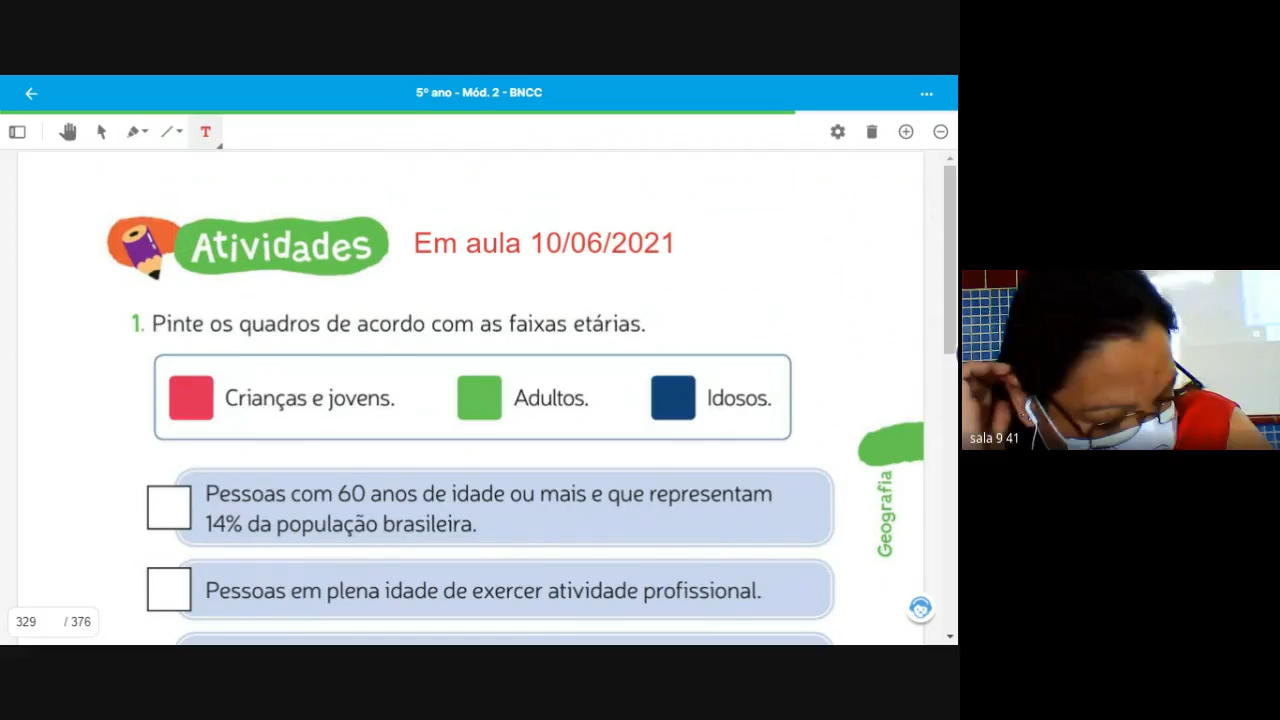 5º ano - Mód. 2 - BNCC
T
Atividades
Em aula 10/06/2021
1. Pinte os quadros de acordo com as faixas etárias.
Crianças e jovens. Adultos. Idosos.
Pessoas com 60 anos de idade ou mais e que representam
14% da população brasileira.
Pessoas em plena idade de exercer atividade profissional.
Geografia
329 / 376
sala 9 41